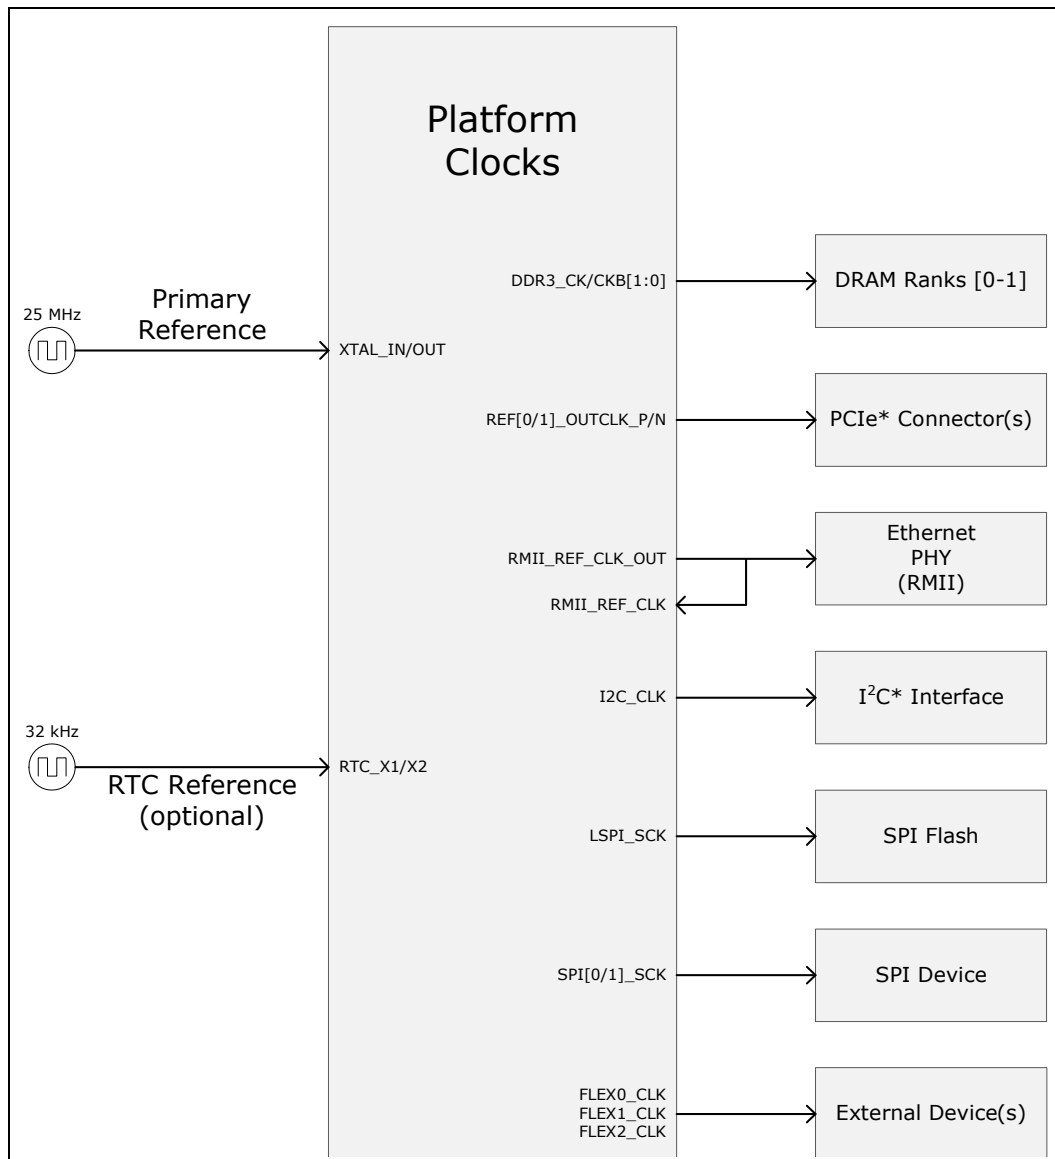 Platform
Clocks
DDR3_CK/CKB[1:0]
DRAM Ranks [0-1]
25 MHz
Primary
Reference
XTAL_IN/OUT
REF[0/1]_OUTCLK_P/N
PCIe* Connector(s)
RMII_REF_CLK_OUT
RMII_REF_CLK
Ethernet
PHY
(RMII)
I2C_CLK
I²C* Interface
32 kHz
RTC Reference
(optional)
RTC_X1/X2
LSPI_SCK
SPI Flash
SPI[0/1]_SCK
SPI Device
FLEX0_CLK
FLEX1_CLK
FLEX2_CLK
External Device(s)